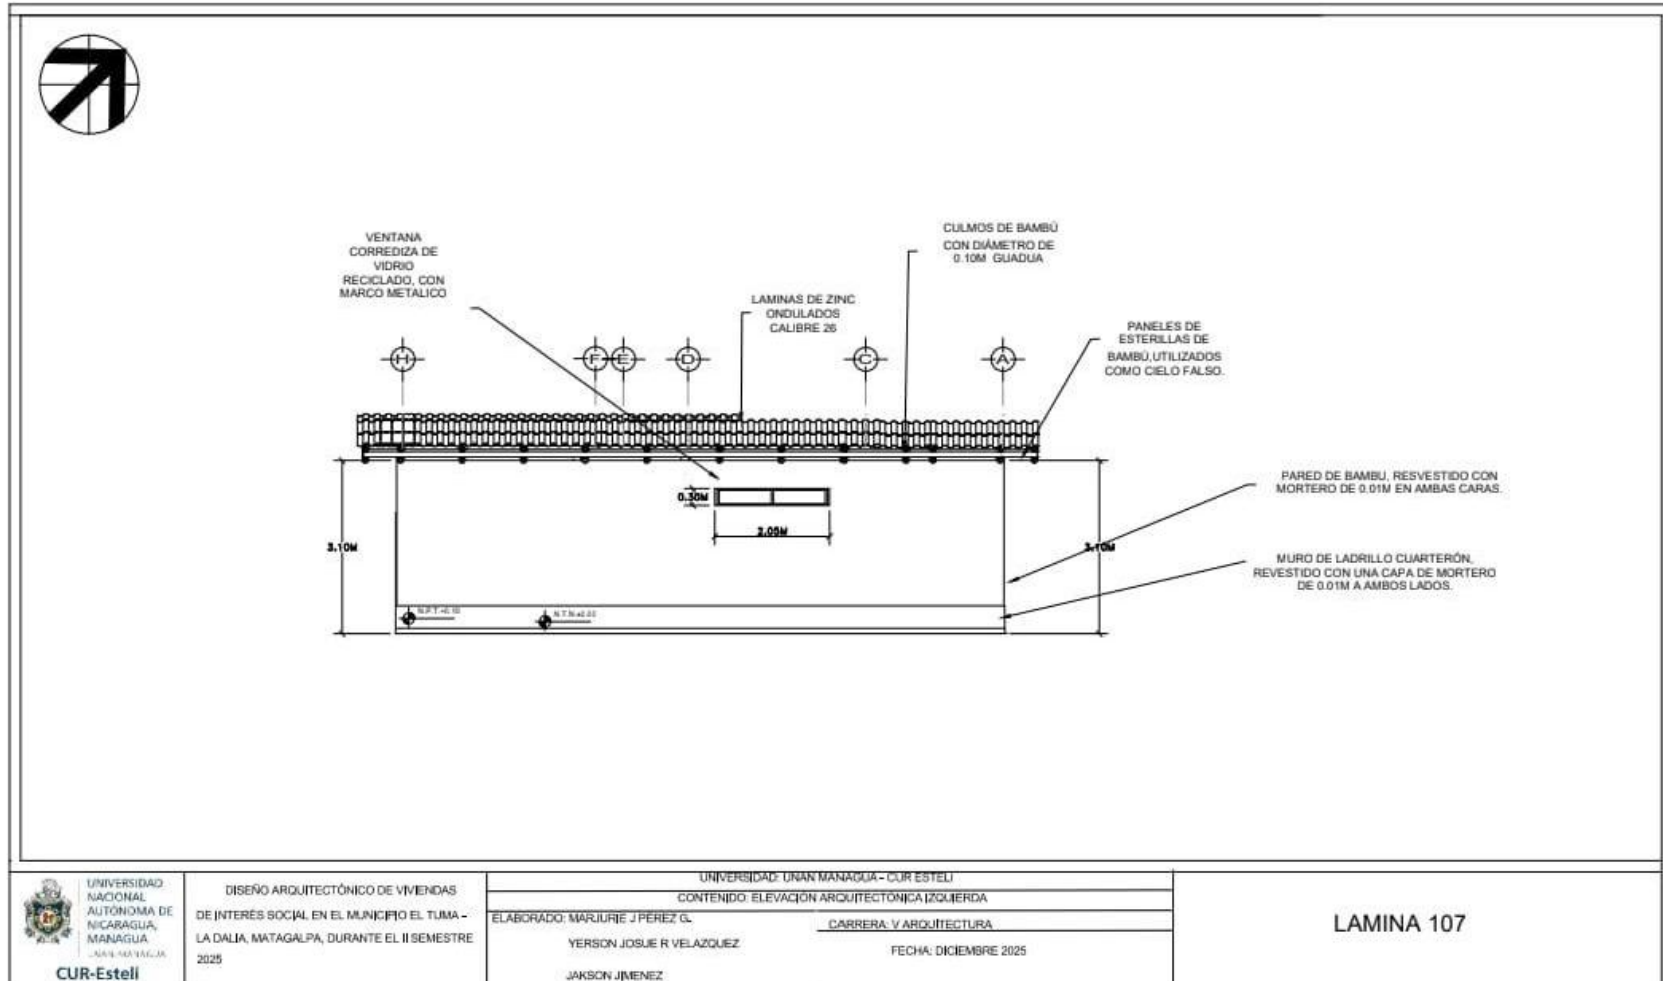 VENTANA
CORREDIZA DE
VIDRIO
RECICLADO, CON
MARCO METALICO
CULMOS DE BAMBÚ
CON DIÁMETRO DE
0.10M GUADUA
LAMINAS DE ZINC
ONDULADOS
CALIBRE 26
PANELES DE
ESTERILLAS DE
BAMBÚ,UTILIZADOS
COMO CIELO FALSO.
H F E D C A
PARED DE BAMBU, RESVESTIDO CON
MORTERO DE 0.01M EN AMBAS CARAS.
0.30M
2.05M
3.10M
3.10M
MURO DE LADRILLO CUARTERÓN,
REVESTIDO CON UNA CAPA DE MORTERO
DE 0.01M A AMBOS LADOS.
N.P.T.+0.10
N.T.N.±0.00
UNIVERSIDAD
NACIONAL
AUTÓNOMA DE
NICARAGUA,
MANAGUA
UNAN-MANAGUA
CUR-Estelí
DISEÑO ARQUITECTÓNICO DE VIVIENDAS
DE INTERÉS SOCIAL EN EL MUNICIPIO EL TUMA –
LA DALIA, MATAGALPA, DURANTE EL II SEMESTRE
2025
UNIVERSIDAD: UNAN MANAGUA – CUR ESTELI
CONTENIDO: ELEVACIÓN ARQUITECTÓNICA IZQUIERDA
ELABORADO: MARJURIE J PÉREZ G.
YERSON JOSUE R VELAZQUEZ
JAKSON JIMENEZ
CARRERA: V ARQUITECTURA
FECHA: DICIEMBRE 2025
LAMINA 107